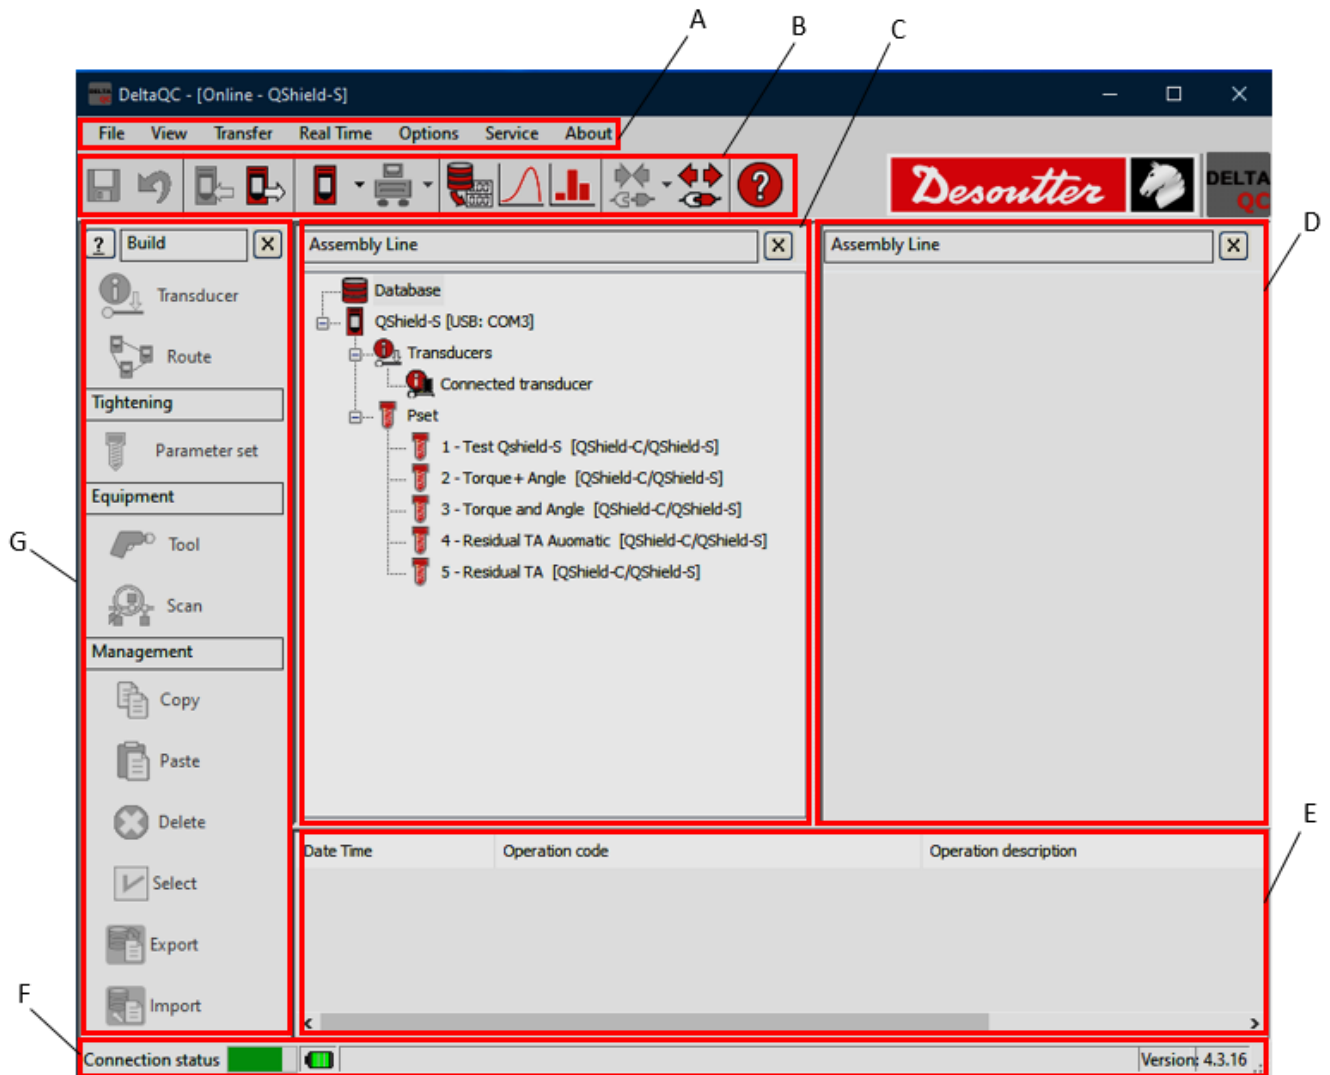 A
B
C
DELTA QC DeltaQC - [Online - QShield-S]
File View Transfer Real Time Options Service About
?
Desoutter
DELTA
QC
D
? Build X
Transducer
Route
Tightening
Parameter set
Equipment
Tool
Scan
Management
Copy
Paste
Delete
Select
Export
Import
G
Assembly Line X
Database
QShield-S [USB: COM3]
Transducers
Connected transducer
Pset
1 - Test Qshield-S [QShield-C/QShield-S]
2 - Torque+ Angle [QShield-C/QShield-S]
3 - Torque and Angle [QShield-C/QShield-S]
4 - Residual TA Auomatic [QShield-C/QShield-S]
5 - Residual TA [QShield-C/QShield-S]
Assembly Line X
E
Date Time Operation code Operation description
F
Connection status Version: 4.3.16